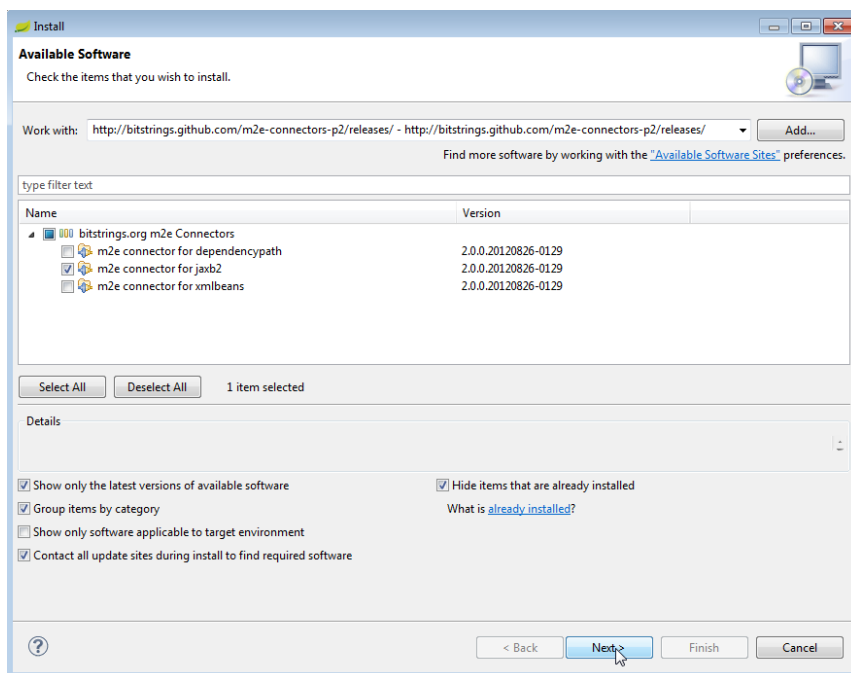 Install
Available Software
Check the items that you wish to install.
Work with: http://bitstrings.github.com/m2e-connectors-p2/releases/ - http://bitstrings.github.com/m2e-connectors-p2/releases/ Add...
Find more software by working with the "Available Software Sites" preferences.
type filter text
Name Version
bitstrings.org m2e Connectors
m2e connector for dependencypath 2.0.0.20120826-0129
m2e connector for jaxb2 2.0.0.20120826-0129
m2e connector for xmlbeans 2.0.0.20120826-0129
Select All Deselect All 1 item selected
Details
Show only the latest versions of available software Hide items that are already installed
Group items by category What is already installed?
Show only software applicable to target environment
Contact all update sites during install to find required software
? < Back Next > Finish Cancel